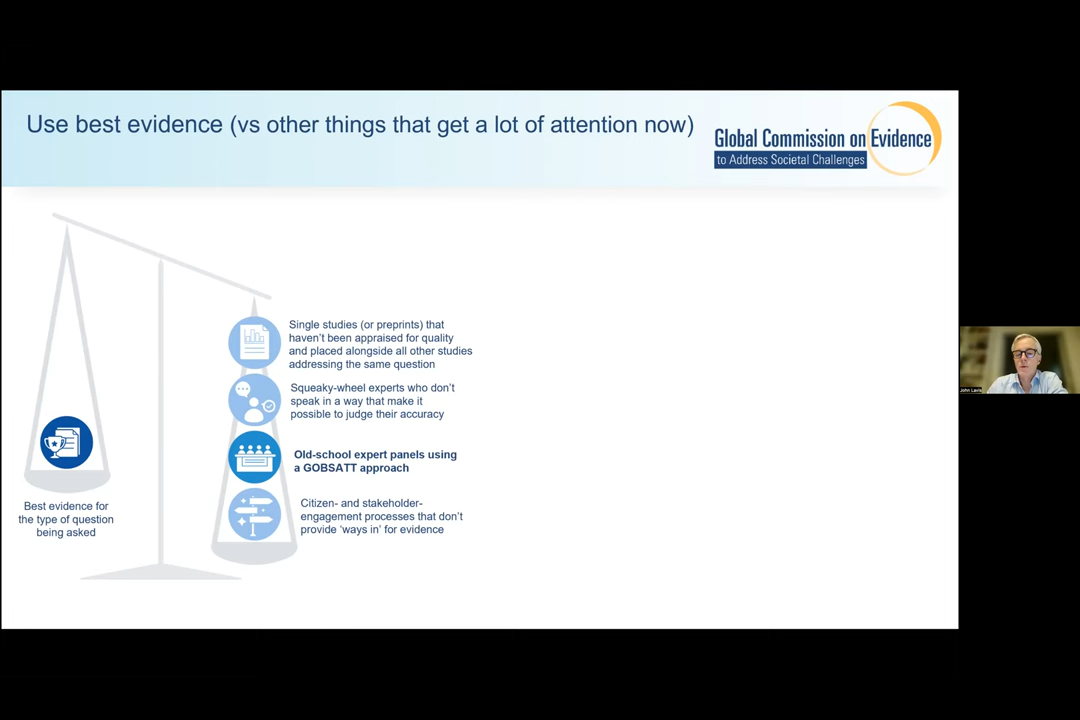 Use best evidence (vs other things that get a lot of attention now)
Global Commission on Evidence
to Address Societal Challenges
Single studies (or preprints) that
haven't been appraised for quality
and placed alongside all other studies
addressing the same question
Squeaky-wheel experts who don't
speak in a way that make it
possible to judge their accuracy
Old-school expert panels using
a GOBSATT approach
Citizen- and stakeholder-
engagement processes that don't
provide 'ways in' for evidence
Best evidence for
the type of question
being asked
John Lavis